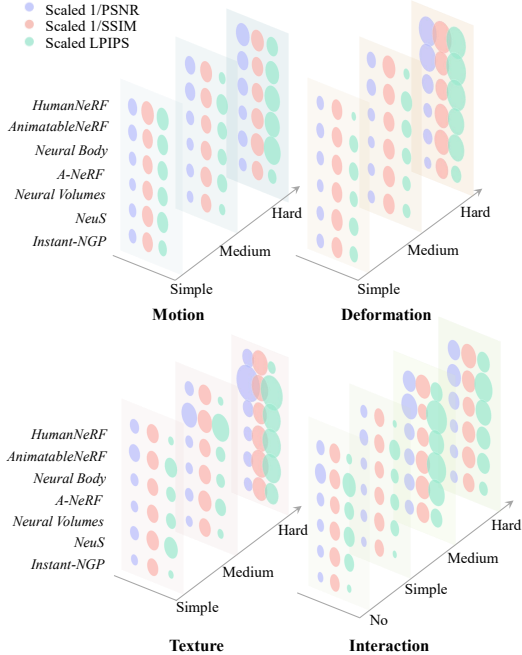 Scaled 1/PSNR
Scaled 1/SSIM
Scaled LPIPS
HumanNeRF
AnimatableNeRF
Neural Body
A-NeRF
Neural Volumes
NeuS
Instant-NGP
Hard
Medium
Simple
Motion
Hard
Medium
Simple
Deformation
HumanNeRF
AnimatableNeRF
Neural Body
A-NeRF
Neural Volumes
NeuS
Instant-NGP
Hard
Medium
Simple
Texture
Hard
Medium
Simple
No
Interaction